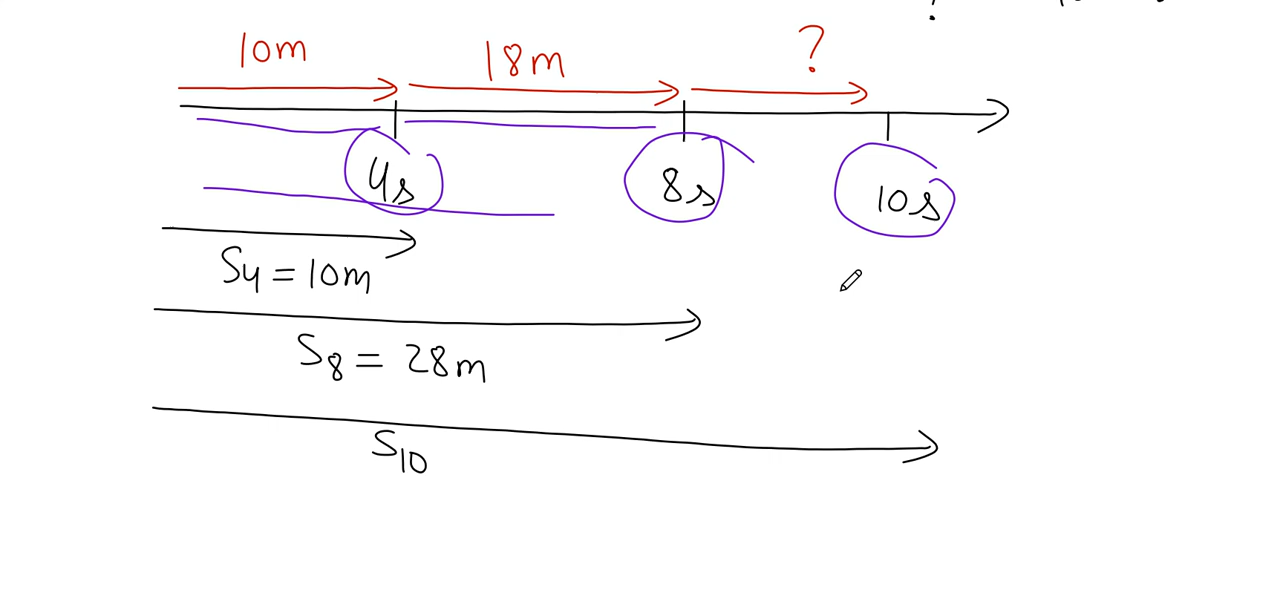 10m 18m ?
4s 8s 10s
S4 = 10m
S8 = 28m
S10